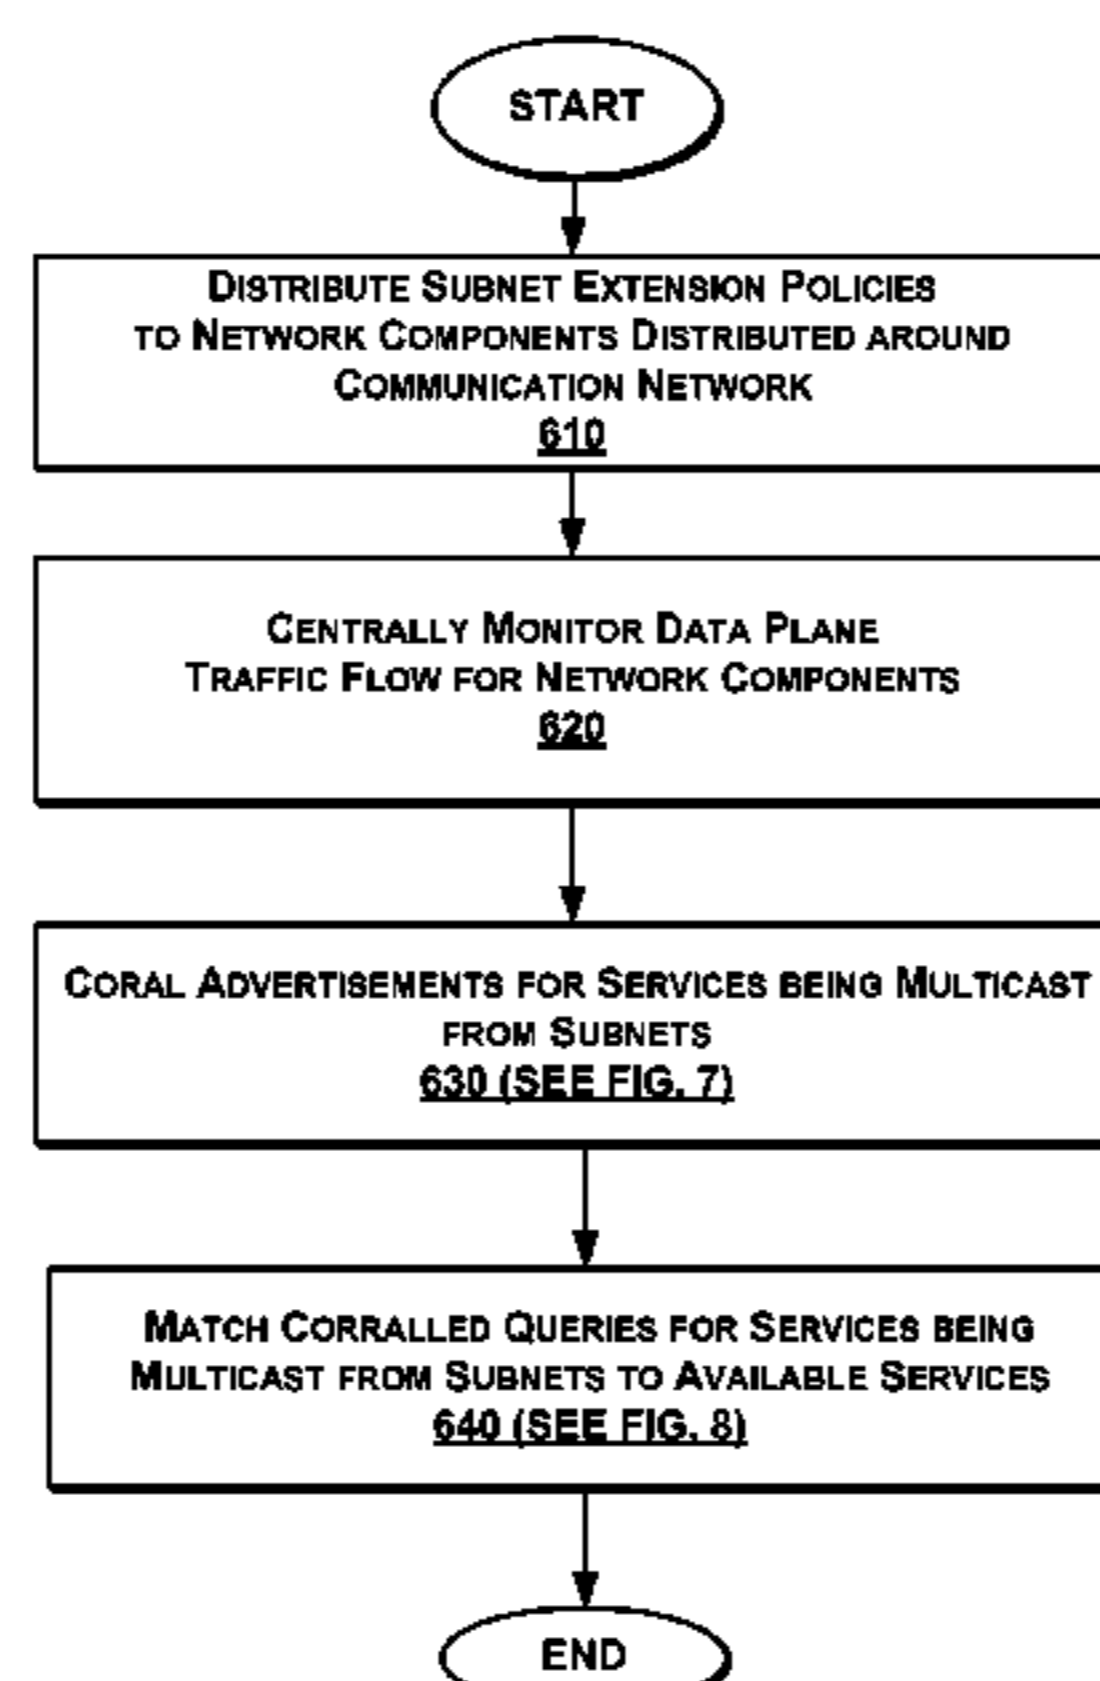 START
DISTRIBUTE SUBNET EXTENSION POLICIES
TO NETWORK COMPONENTS DISTRIBUTED AROUND
COMMUNICATION NETWORK
610
CENTRALLY MONITOR DATA PLANE
TRAFFIC FLOW FOR NETWORK COMPONENTS
620
CORAL ADVERTISEMENTS FOR SERVICES BEING MULTICAST
FROM SUBNETS
630 (SEE FIG. 7)
MATCH CORRALLED QUERIES FOR SERVICES BEING
MULTICAST FROM SUBNETS TO AVAILABLE SERVICES
640 (SEE FIG. 8)
END